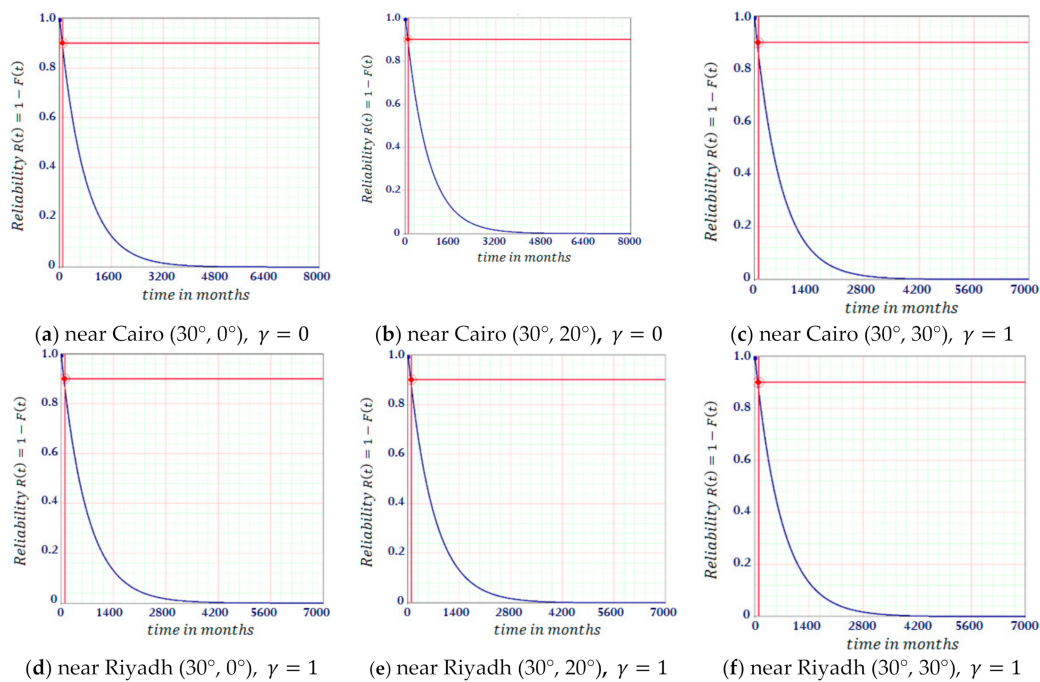 Reliability R(t) = 1 − F(t)
1.0
0.8
0.6
0.4
0.2
0
0 1600 3200 4800 6400 8000
time in months
(a) near Cairo (30°, 0°), γ = 0
Reliability R(t) = 1 − F(t)
1.0
0.8
0.6
0.4
0.2
0
0 1600 3200 4800 6400 8000
time in months
(b) near Cairo (30°, 20°), γ = 0
Reliability R(t) = 1 − F(t)
1.0
0.8
0.6
0.4
0.2
0
0 1400 2800 4200 5600 7000
time in months
(c) near Cairo (30°, 30°), γ = 1
Reliability R(t) = 1 − F(t)
1.0
0.8
0.6
0.4
0.2
0
0 1400 2800 4200 5600 7000
time in months
(d) near Riyadh (30°, 0°), γ = 1
Reliability R(t) = 1 − F(t)
1.0
0.8
0.6
0.4
0.2
0
0 1400 2800 4200 5600 7000
time in months
(e) near Riyadh (30°, 20°), γ = 1
Reliability R(t) = 1 − F(t)
1.0
0.8
0.6
0.4
0.2
0
0 1400 2800 4200 5600 7000
time in months
(f) near Riyadh (30°, 30°), γ = 1